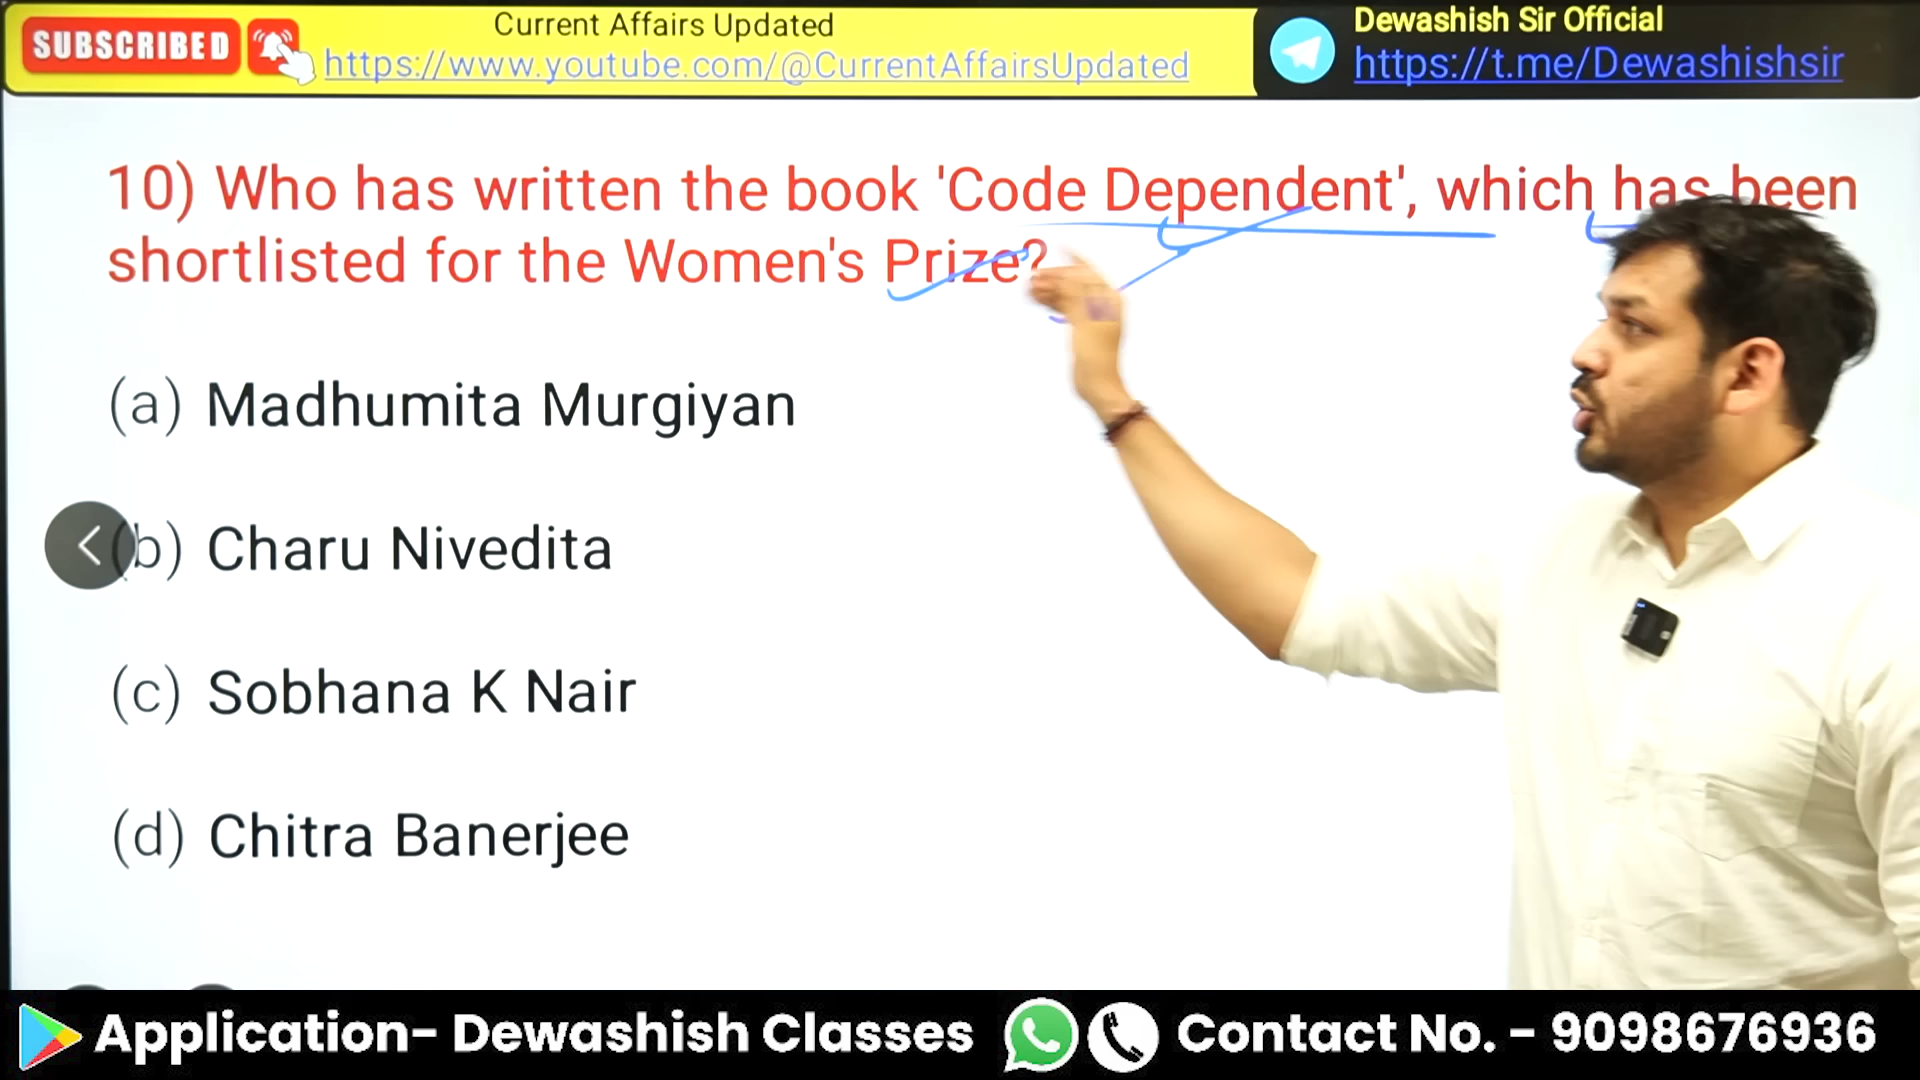 SUBSCRIBED
Current Affairs Updated
https://www.youtube.com/@CurrentAffairsUpdated
Dewashish Sir Official
https://t.me/Dewashishsir
10) Who has written the book 'Code Dependent', which has been
shortlisted for the Women's Prize?
(a) Madhumita Murgiyan
(b) Charu Nivedita
(c) Sobhana K Nair
(d) Chitra Banerjee
Application- Dewashish Classes
Contact No. - 9098676936